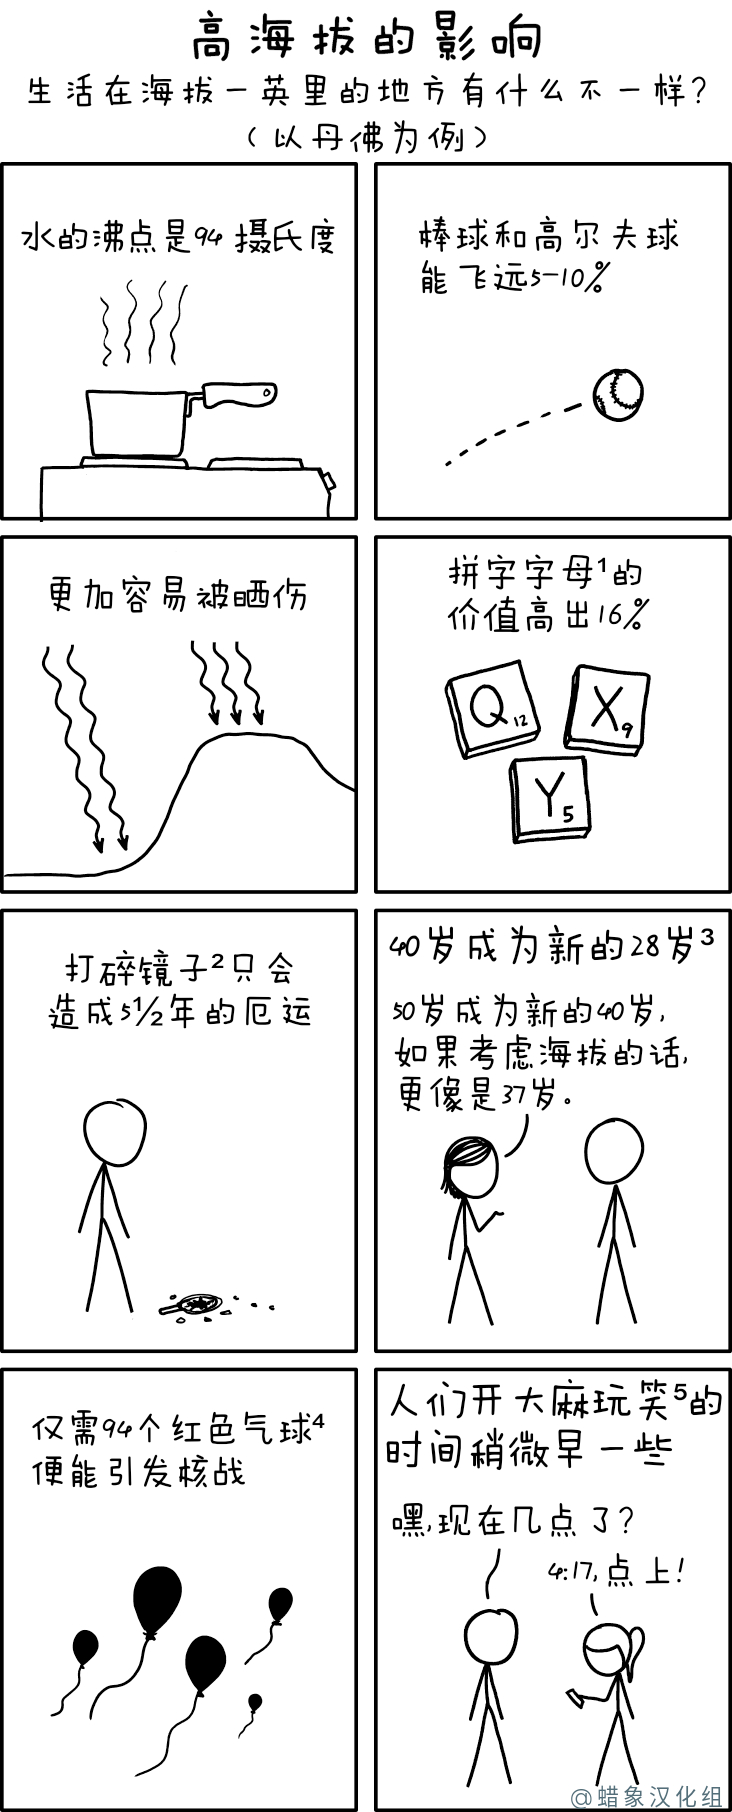 高海拔的影响
生活在海拔一英里的地方有什么不一样？
（以丹佛为例）
水的沸点是94摄氏度
棒球和高尔夫球
能飞远5-10%
更加容易被晒伤
拼字字母¹的
价值高出16%
Q12
X9
Y5
打碎镜子²只会
造成5½年的厄运
40岁成为新的28岁³
50岁成为新的40岁，
如果考虑海拔的话，
更像是37岁。
仅需94个红色气球⁴
便能引发核战
人们开大麻玩笑⁵的
时间稍微早一些
嘿，现在几点了？
4:17，点上！
@蜡象汉化组